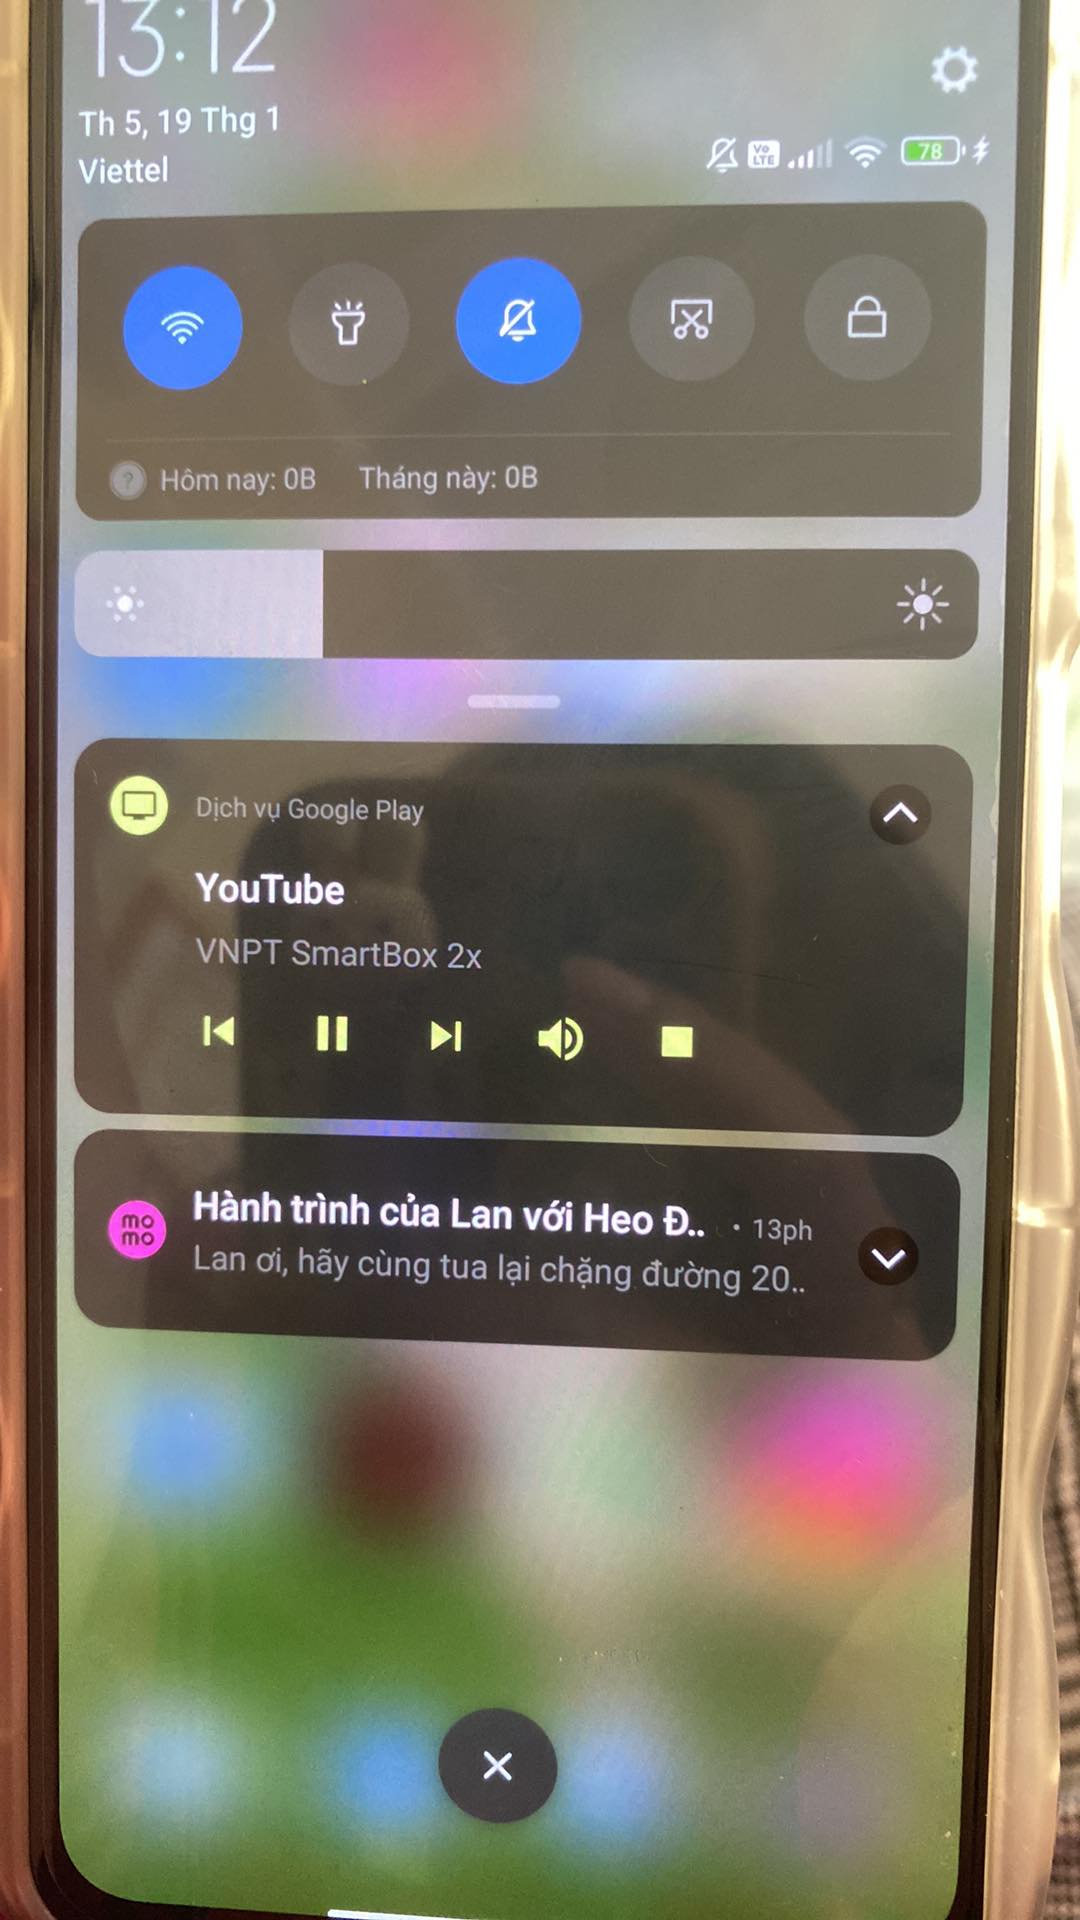 13:12
Th 5, 19 Thg 1
Viettel
Vo
LTE
78
Hôm nay: 0B Tháng này: 0B
Dịch vụ Google Play
YouTube
VNPT SmartBox 2x
mo
mo
Hành trình của Lan với Heo Đ.. • 13ph
Lan ơi, hãy cùng tua lại chặng đường 20..